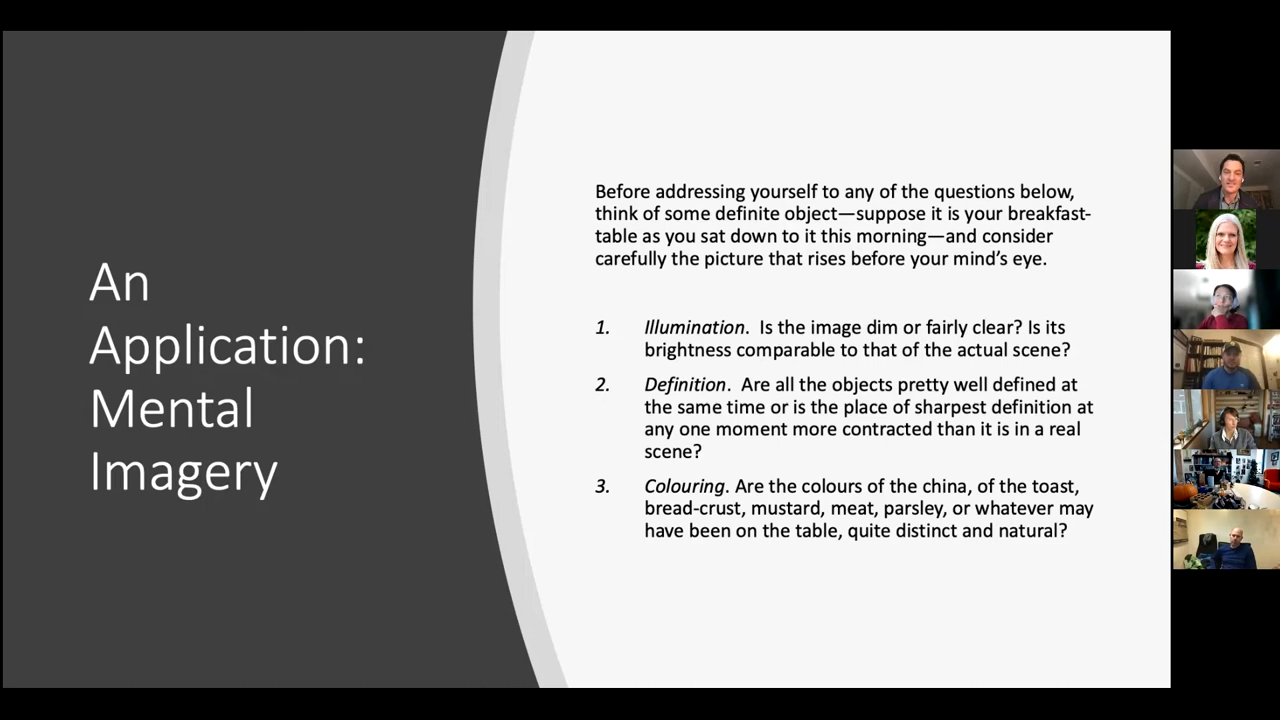 An
Application:
Mental
Imagery
Before addressing yourself to any of the questions below,
think of some definite object—suppose it is your breakfast-
table as you sat down to it this morning—and consider
carefully the picture that rises before your mind’s eye.
1. Illumination. Is the image dim or fairly clear? Is its
brightness comparable to that of the actual scene?
2. Definition. Are all the objects pretty well defined at
the same time or is the place of sharpest definition at
any one moment more contracted than it is in a real
scene?
3. Colouring. Are the colours of the china, of the toast,
bread-crust, mustard, meat, parsley, or whatever may
have been on the table, quite distinct and natural?